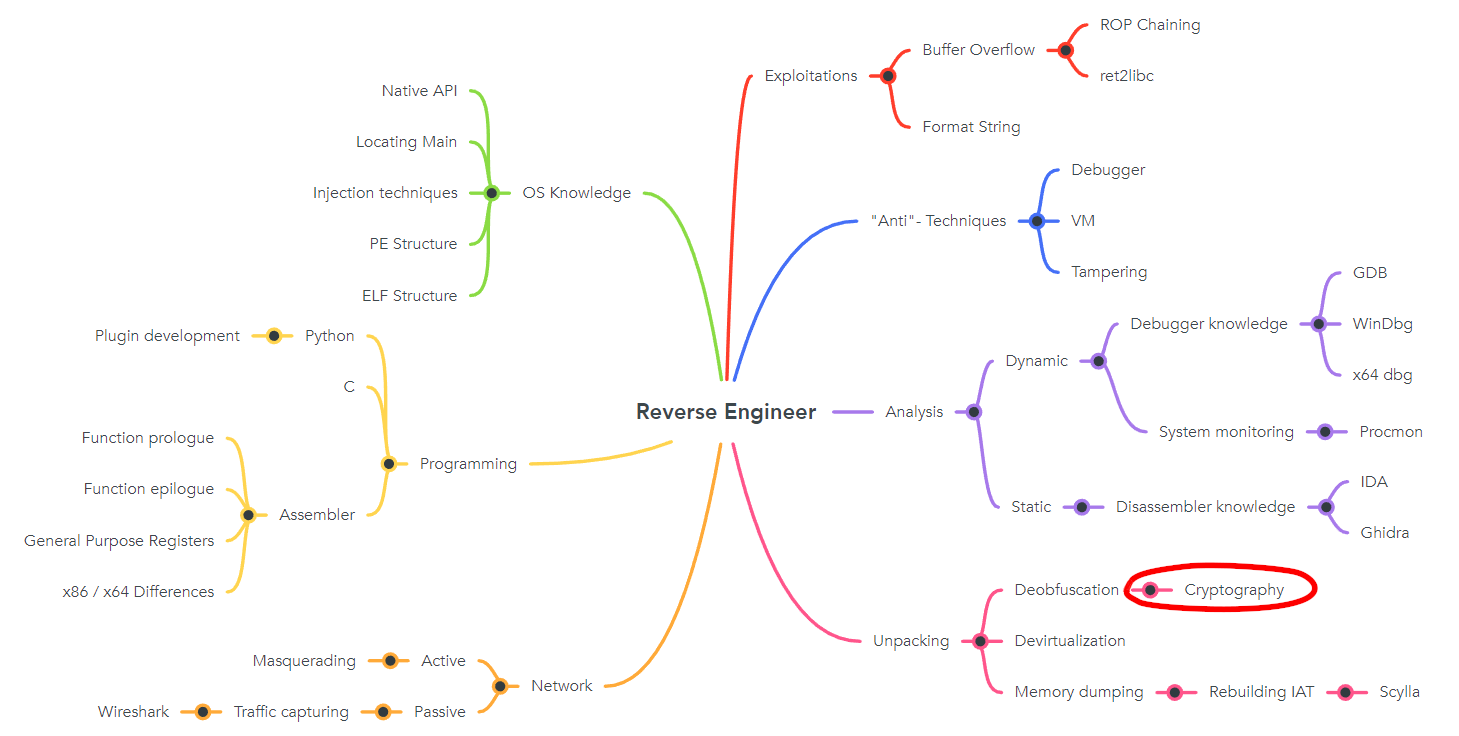 ROP Chaining
Buffer Overflow
Exploitations
ret2libc
Format String
Native API
Locating Main
Injection techniques
OS Knowledge
PE Structure
ELF Structure
Debugger
"Anti"- Techniques
VM
Tampering
GDB
Debugger knowledge
WinDbg
Dynamic
x64 dbg
Plugin development
Python
C
Reverse Engineer
Analysis
System monitoring
Procmon
Function prologue
Programming
Function epilogue
Assembler
General Purpose Registers
x86 / x64 Differences
IDA
Static
Disassembler knowledge
Ghidra
Deobfuscation
Cryptography
Unpacking
Devirtualization
Memory dumping
Rebuilding IAT
Scylla
Masquerading
Active
Network
Wireshark
Traffic capturing
Passive